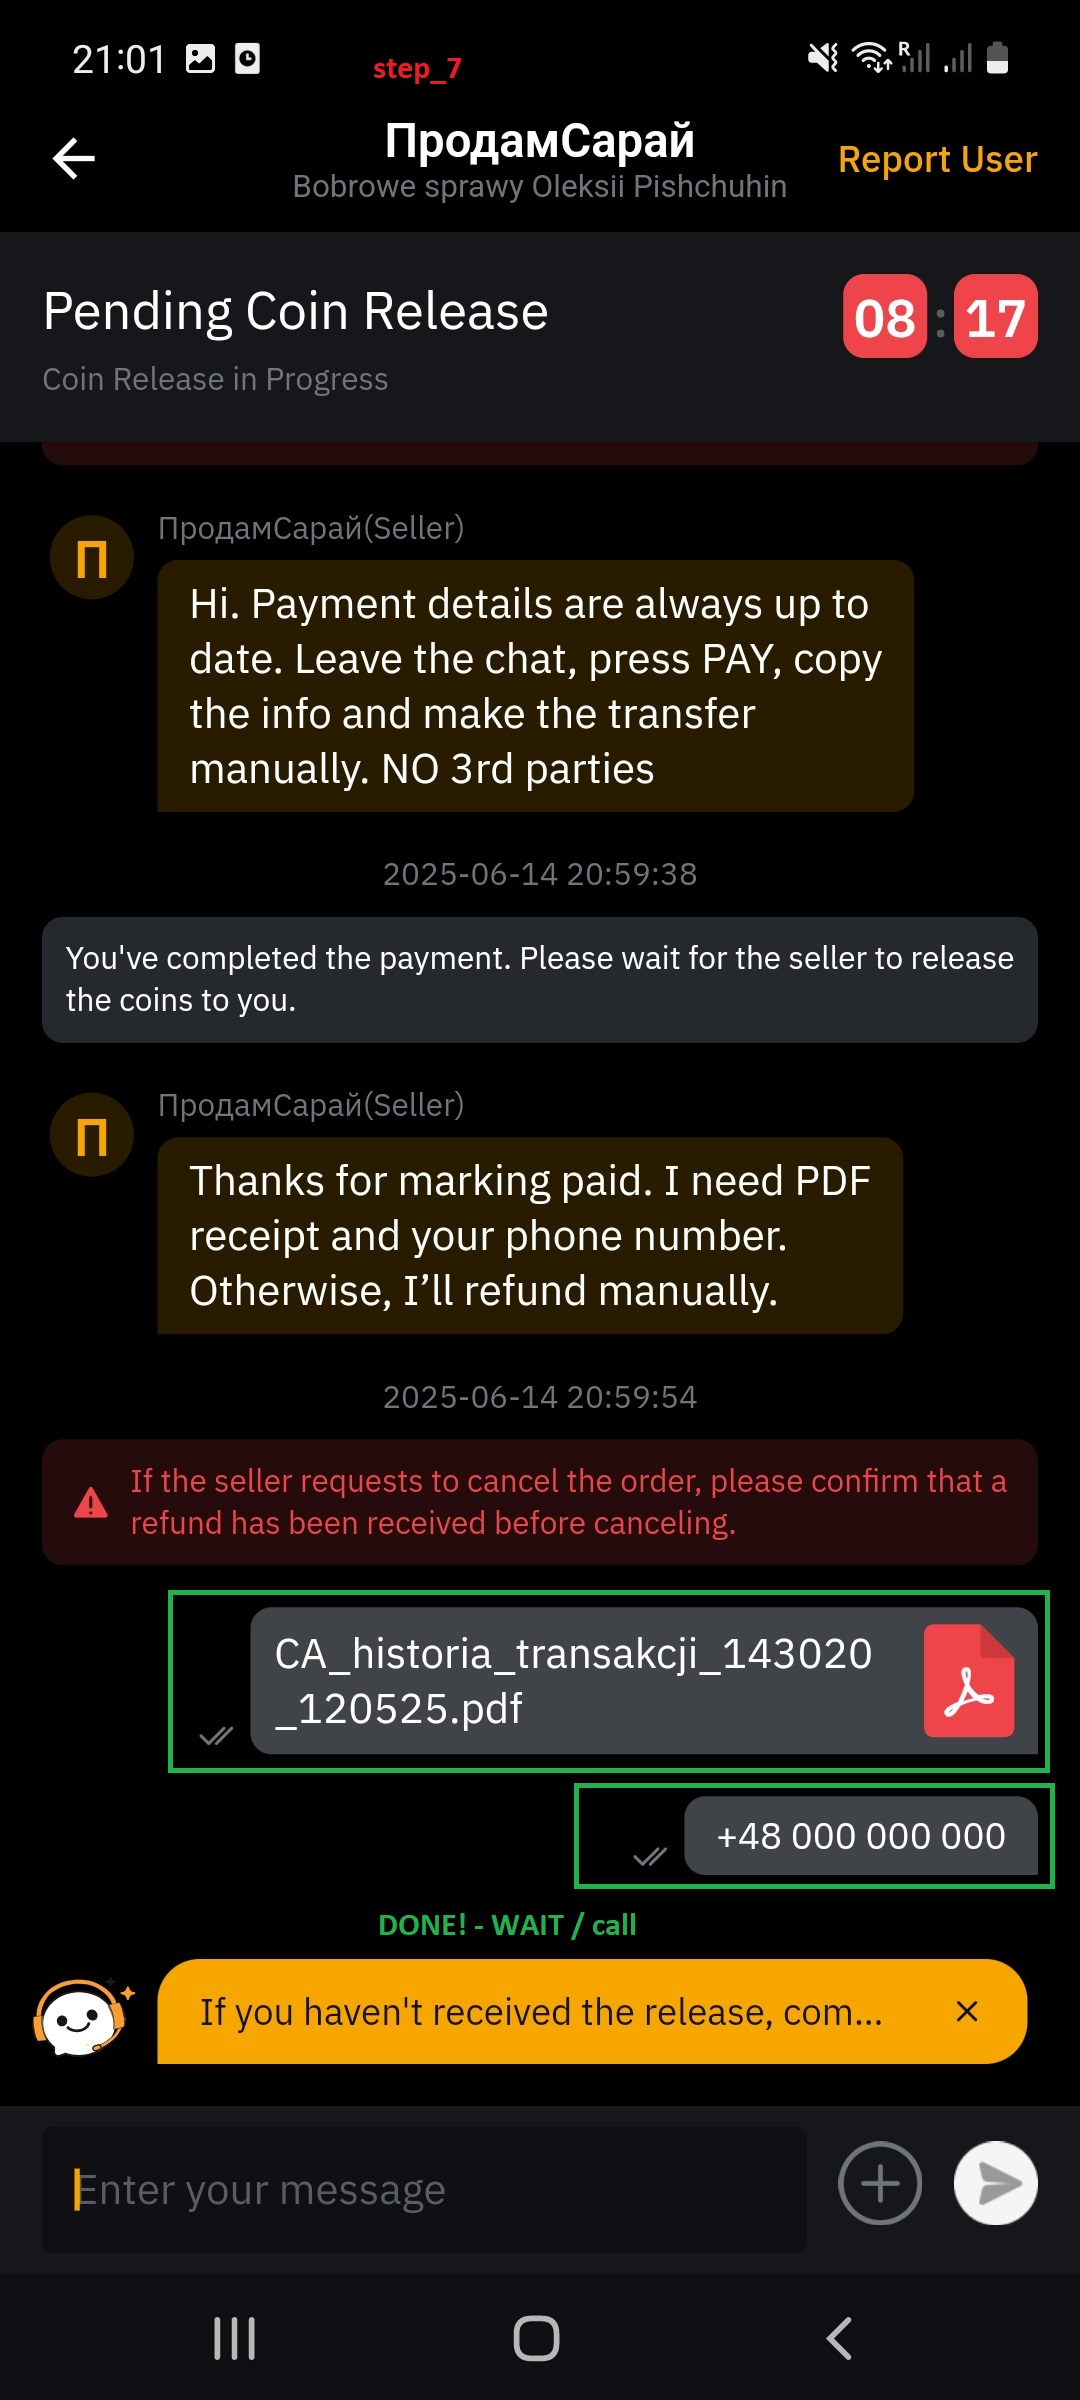 21:01
step_7
R
ПродамСарай
Report User
Bobrowe sprawy Oleksii Pishchuhin
Pending Coin Release
08 : 17
Coin Release in Progress
ПродамСарай(Seller)
П
Hi. Payment details are always up to
date. Leave the chat, press PAY, copy
the info and make the transfer
manually. NO 3rd parties
2025-06-14 20:59:38
You've completed the payment. Please wait for the seller to release
the coins to you.
ПродамСарай(Seller)
П
Thanks for marking paid. I need PDF
receipt and your phone number.
Otherwise, I’ll refund manually.
2025-06-14 20:59:54
If the seller requests to cancel the order, please confirm that a
refund has been received before canceling.
CA_historia_transakcji_143020
_120525.pdf
+48 000 000 000
DONE! - WAIT / call
If you haven't received the release, com...
Enter your message